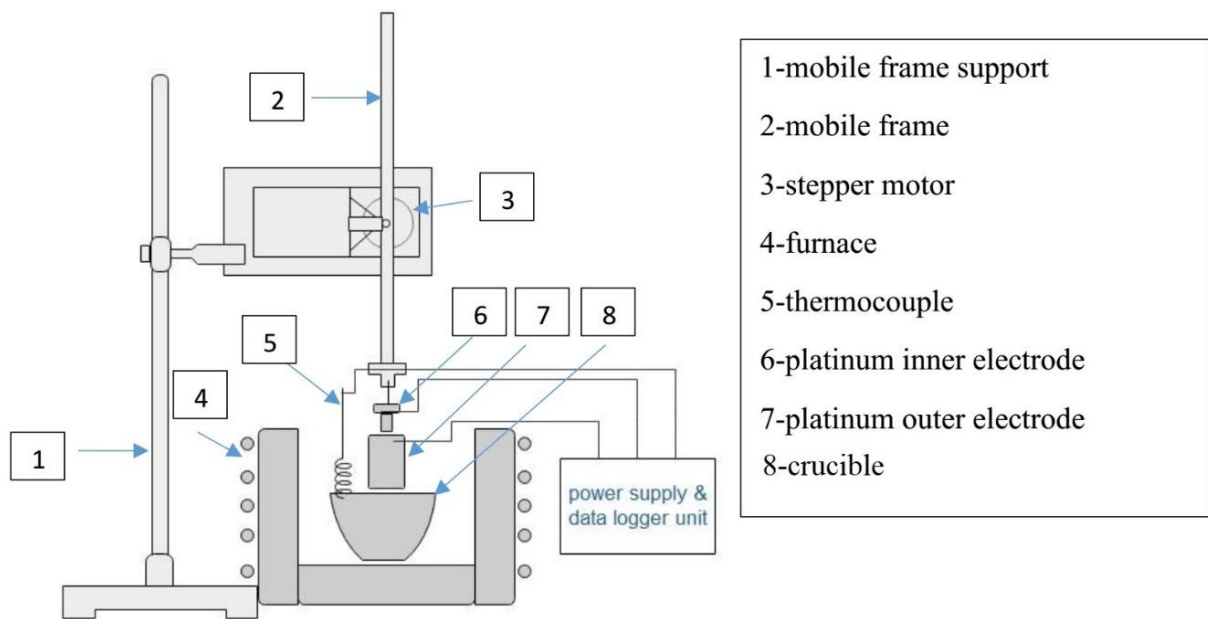 2
3
6 7 8
5
4
1
power supply &
data logger unit
1-mobile frame support
2-mobile frame
3-stepper motor
4-furnace
5-thermocouple
6-platinum inner electrode
7-platinum outer electrode
8-crucible